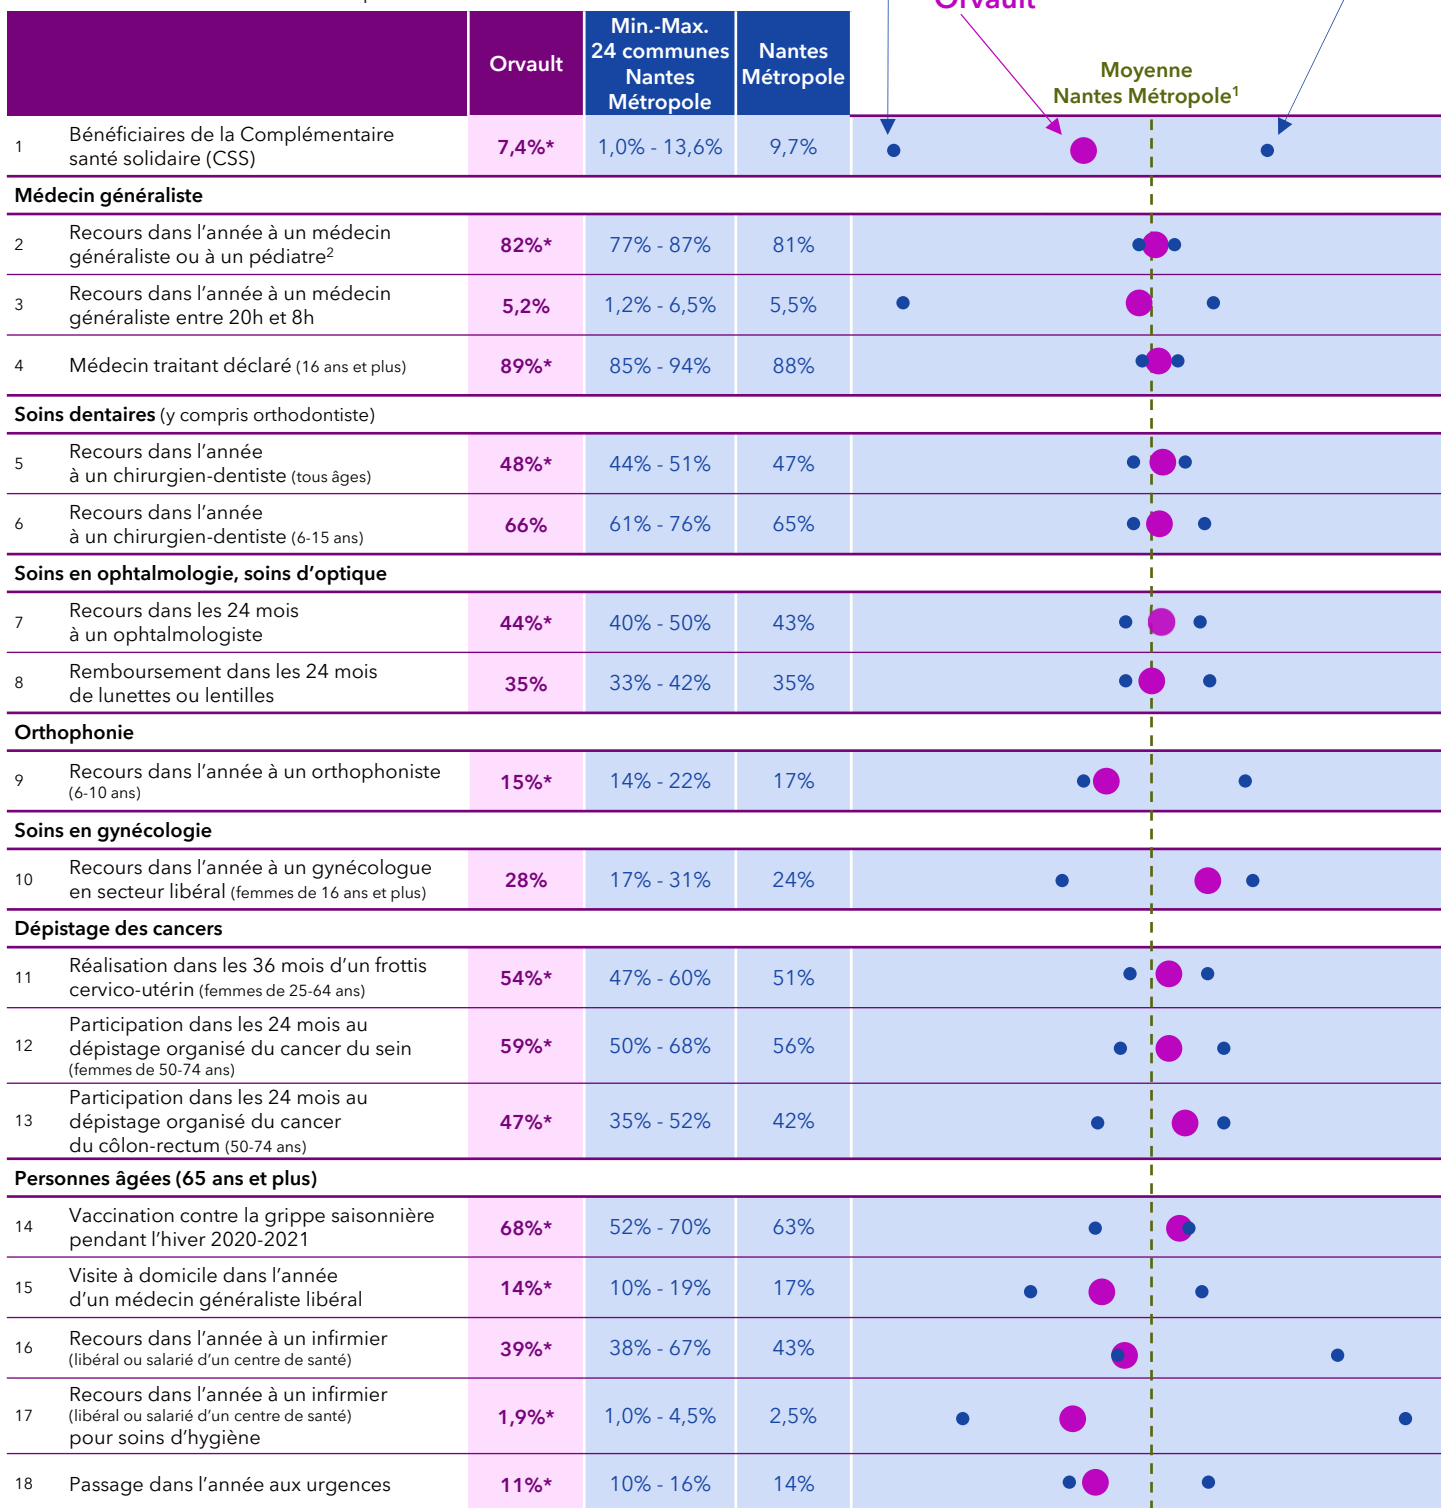 Orvault
Orvault
Min.-Max.
24 communes
Nantes
Métropole
Nantes
Métropole
Moyenne
Nantes Métropole¹
1 Bénéficiaires de la Complémentaire
santé solidaire (CSS)
7,4%* 1,0% - 13,6% 9,7%
Médecin généraliste
2 Recours dans l’année à un médecin
généraliste ou à un pédiatre²
82%* 77% - 87% 81%
3 Recours dans l’année à un médecin
généraliste entre 20h et 8h
5,2% 1,2% - 6,5% 5,5%
4 Médecin traitant déclaré (16 ans et plus) 89%* 85% - 94% 88%
Soins dentaires (y compris orthodontiste)
5 Recours dans l’année
à un chirurgien-dentiste (tous âges)
48%* 44% - 51% 47%
6 Recours dans l’année
à un chirurgien-dentiste (6-15 ans)
66% 61% - 76% 65%
Soins en ophtalmologie, soins d’optique
7 Recours dans les 24 mois
à un ophtalmologiste
44%* 40% - 50% 43%
8 Remboursement dans les 24 mois
de lunettes ou lentilles
35% 33% - 42% 35%
Orthophonie
9 Recours dans l’année à un orthophoniste
(6-10 ans)
15%* 14% - 22% 17%
Soins en gynécologie
10 Recours dans l’année à un gynécologue
en secteur libéral (femmes de 16 ans et plus)
28% 17% - 31% 24%
Dépistage des cancers
11 Réalisation dans les 36 mois d’un frottis
cervico-utérin (femmes de 25-64 ans)
54%* 47% - 60% 51%
12 Participation dans les 24 mois au
dépistage organisé du cancer du sein
(femmes de 50-74 ans)
59%* 50% - 68% 56%
13 Participation dans les 24 mois au
dépistage organisé du cancer
du côlon-rectum (50-74 ans)
47%* 35% - 52% 42%
Personnes âgées (65 ans et plus)
14 Vaccination contre la grippe saisonnière
pendant l’hiver 2020-2021
68%* 52% - 70% 63%
15 Visite à domicile dans l’année
d’un médecin généraliste libéral
14%* 10% - 19% 17%
16 Recours dans l’année à un infirmier
(libéral ou salarié d’un centre de santé)
39%* 38% - 67% 43%
17 Recours dans l’année à un infirmier
(libéral ou salarié d’un centre de santé)
pour soins d’hygiène
1,9%* 1,0% - 4,5% 2,5%
18 Passage dans l’année aux urgences 11%* 10% - 16% 14%